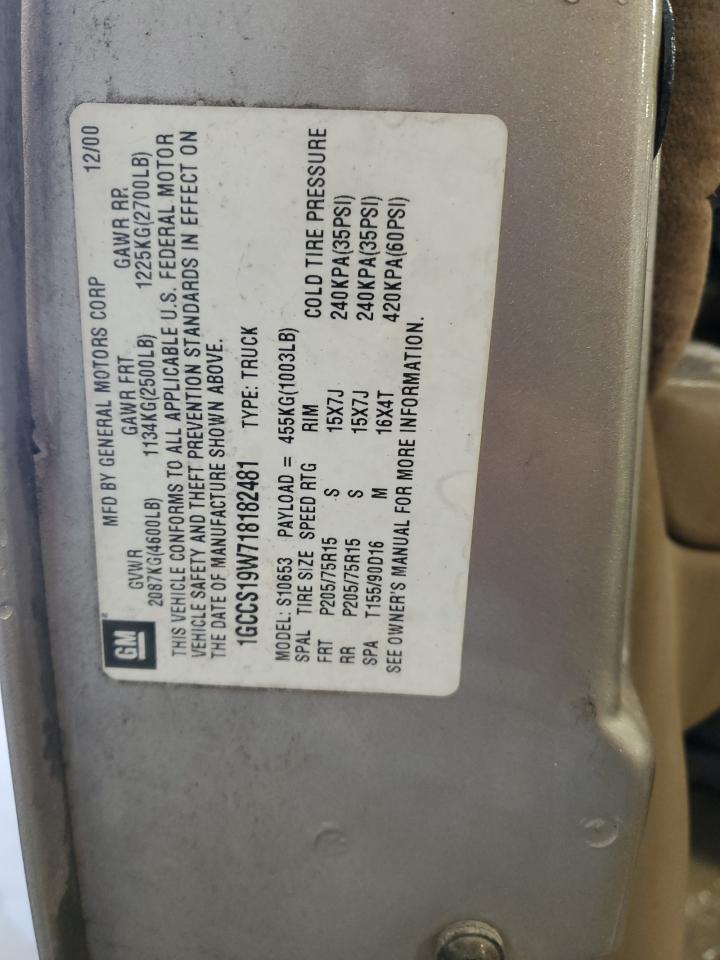 MFD BY GENERAL MOTORS CORP 12/00
GVWR GAWR FRT GAWR RR.
2087KG(4600LB) 1134KG(2500LB) 1225KG(2700LB)
GM
THIS VEHICLE CONFORMS TO ALL APPLICABLE U.S. FEDERAL MOTOR
VEHICLE SAFETY AND THEFT PREVENTION STANDARDS IN EFFECT ON
THE DATE OF MANUFACTURE SHOWN ABOVE.
1GCCS19W718182481 TYPE: TRUCK
MODEL: S10653 PAYLOAD = 455KG(1003LB)
SPAL TIRE SIZE SPEED RTG RIM COLD TIRE PRESSURE
FRT P205/75R15 S 15X7J 240KPA(35PSI)
RR P205/75R15 S 15X7J 240KPA(35PSI)
SPA T155/90D16 M 16X4T 420KPA(60PSI)
SEE OWNER'S MANUAL FOR MORE INFORMATION.